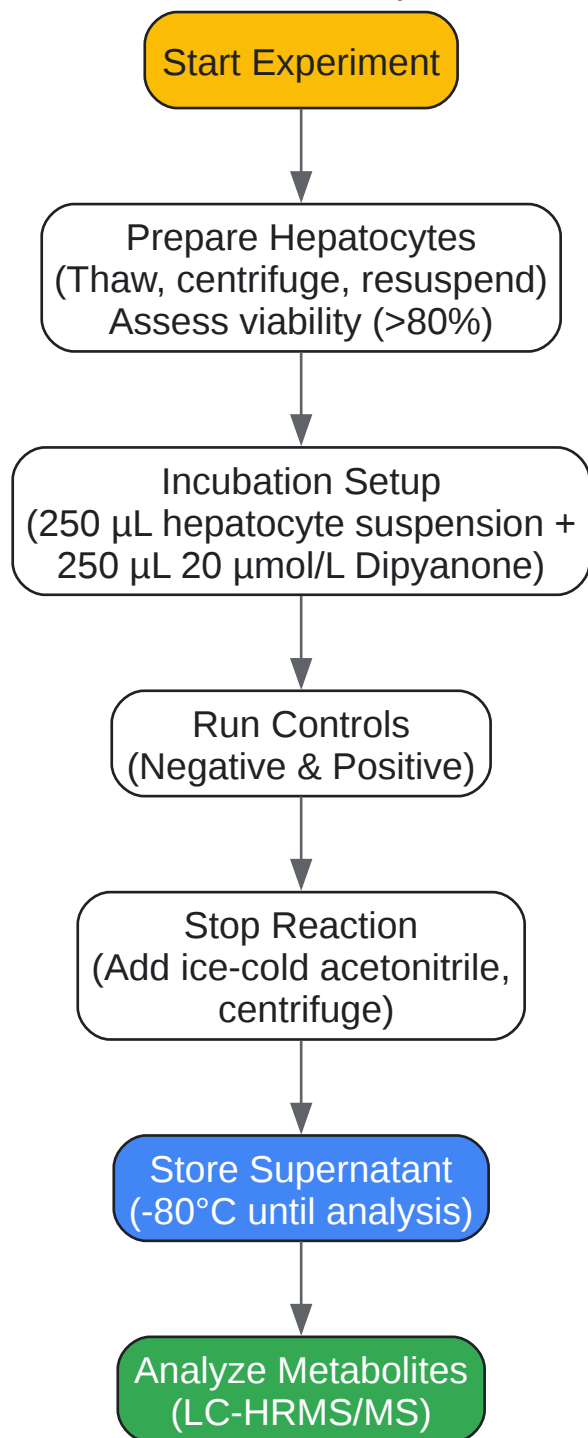 Start Experiment
Prepare Hepatocytes
(Thaw, centrifuge, resuspend)
Assess viability (>80%)
Incubation Setup
(250 µL hepatocyte suspension +
250 µL 20 µmol/L Dipyanone)
Run Controls
(Negative & Positive)
Stop Reaction
(Add ice-cold acetonitrile,
centrifuge)
Store Supernatant
(-80°C until analysis)
Analyze Metabolites
(LC-HRMS/MS)